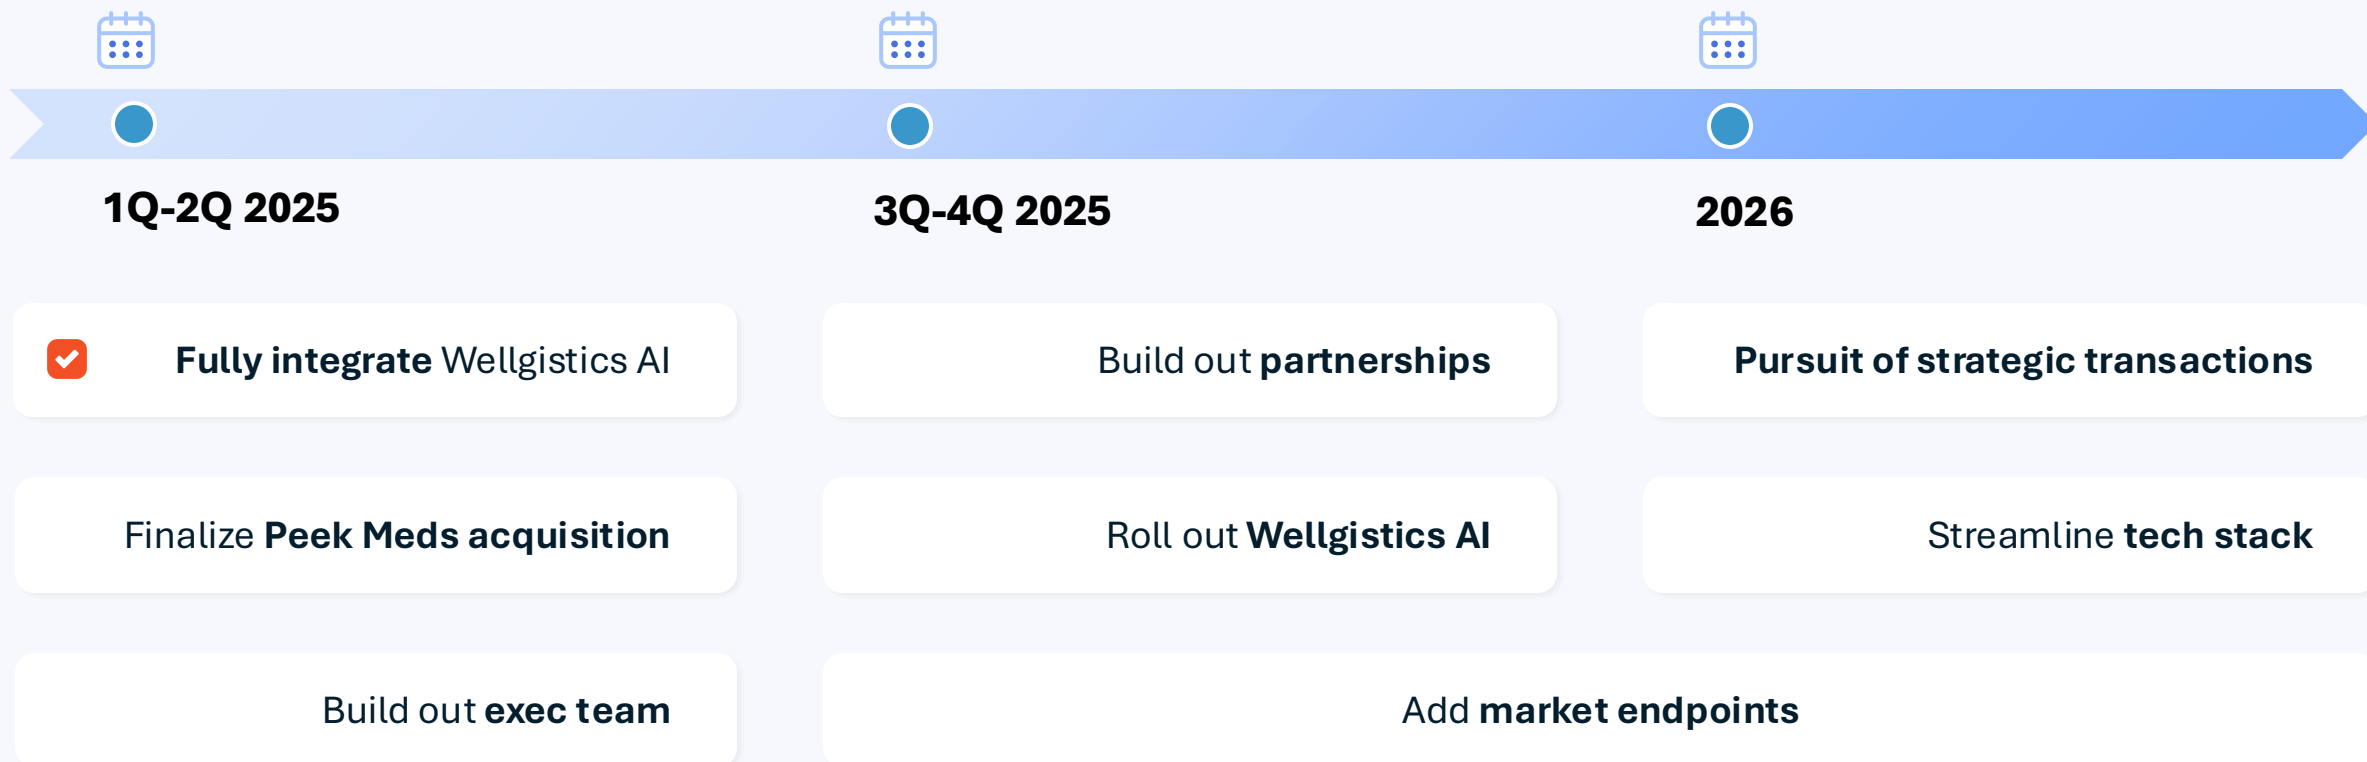 1Q-2Q 2025
3Q-4Q 2025
2026
Fully integrate Wellgistics AI
Build out partnerships
Pursuit of strategic transactions
Finalize Peek Meds acquisition
Roll out Wellgistics AI
Streamline tech stack
Build out exec team
Add market endpoints